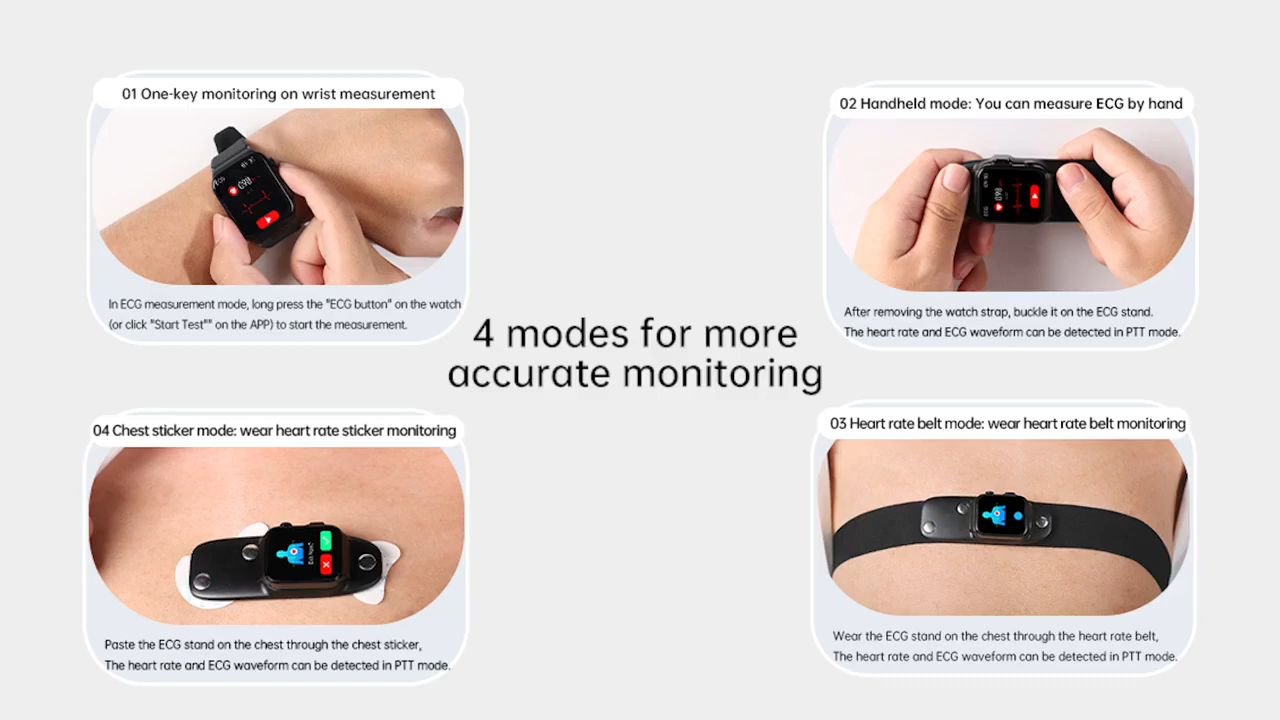 01 One-key monitoring on wrist measurement
098
In ECG measurement mode, long press the "ECG button" on the watch
(or click "Start Test"" on the APP) to start the measurement.
02 Handheld mode: You can measure ECG by hand
098
After removing the watch strap, buckle it on the ECG stand.
The heart rate and ECG waveform can be detected in PTT mode.
4 modes for more
accurate monitoring
04 Chest sticker mode: wear heart rate sticker monitoring
Paste the ECG stand on the chest through the chest sticker,
The heart rate and ECG waveform can be detected in PTT mode.
03 Heart rate belt mode: wear heart rate belt monitoring
Wear the ECG stand on the chest through the heart rate belt,
The heart rate and ECG waveform can be detected in PTT mode.